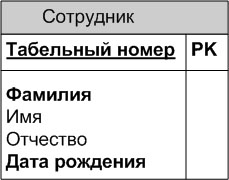 Сотрудник
Табельный номер PK
Фамилия
Имя
Отчество
Дата рождения